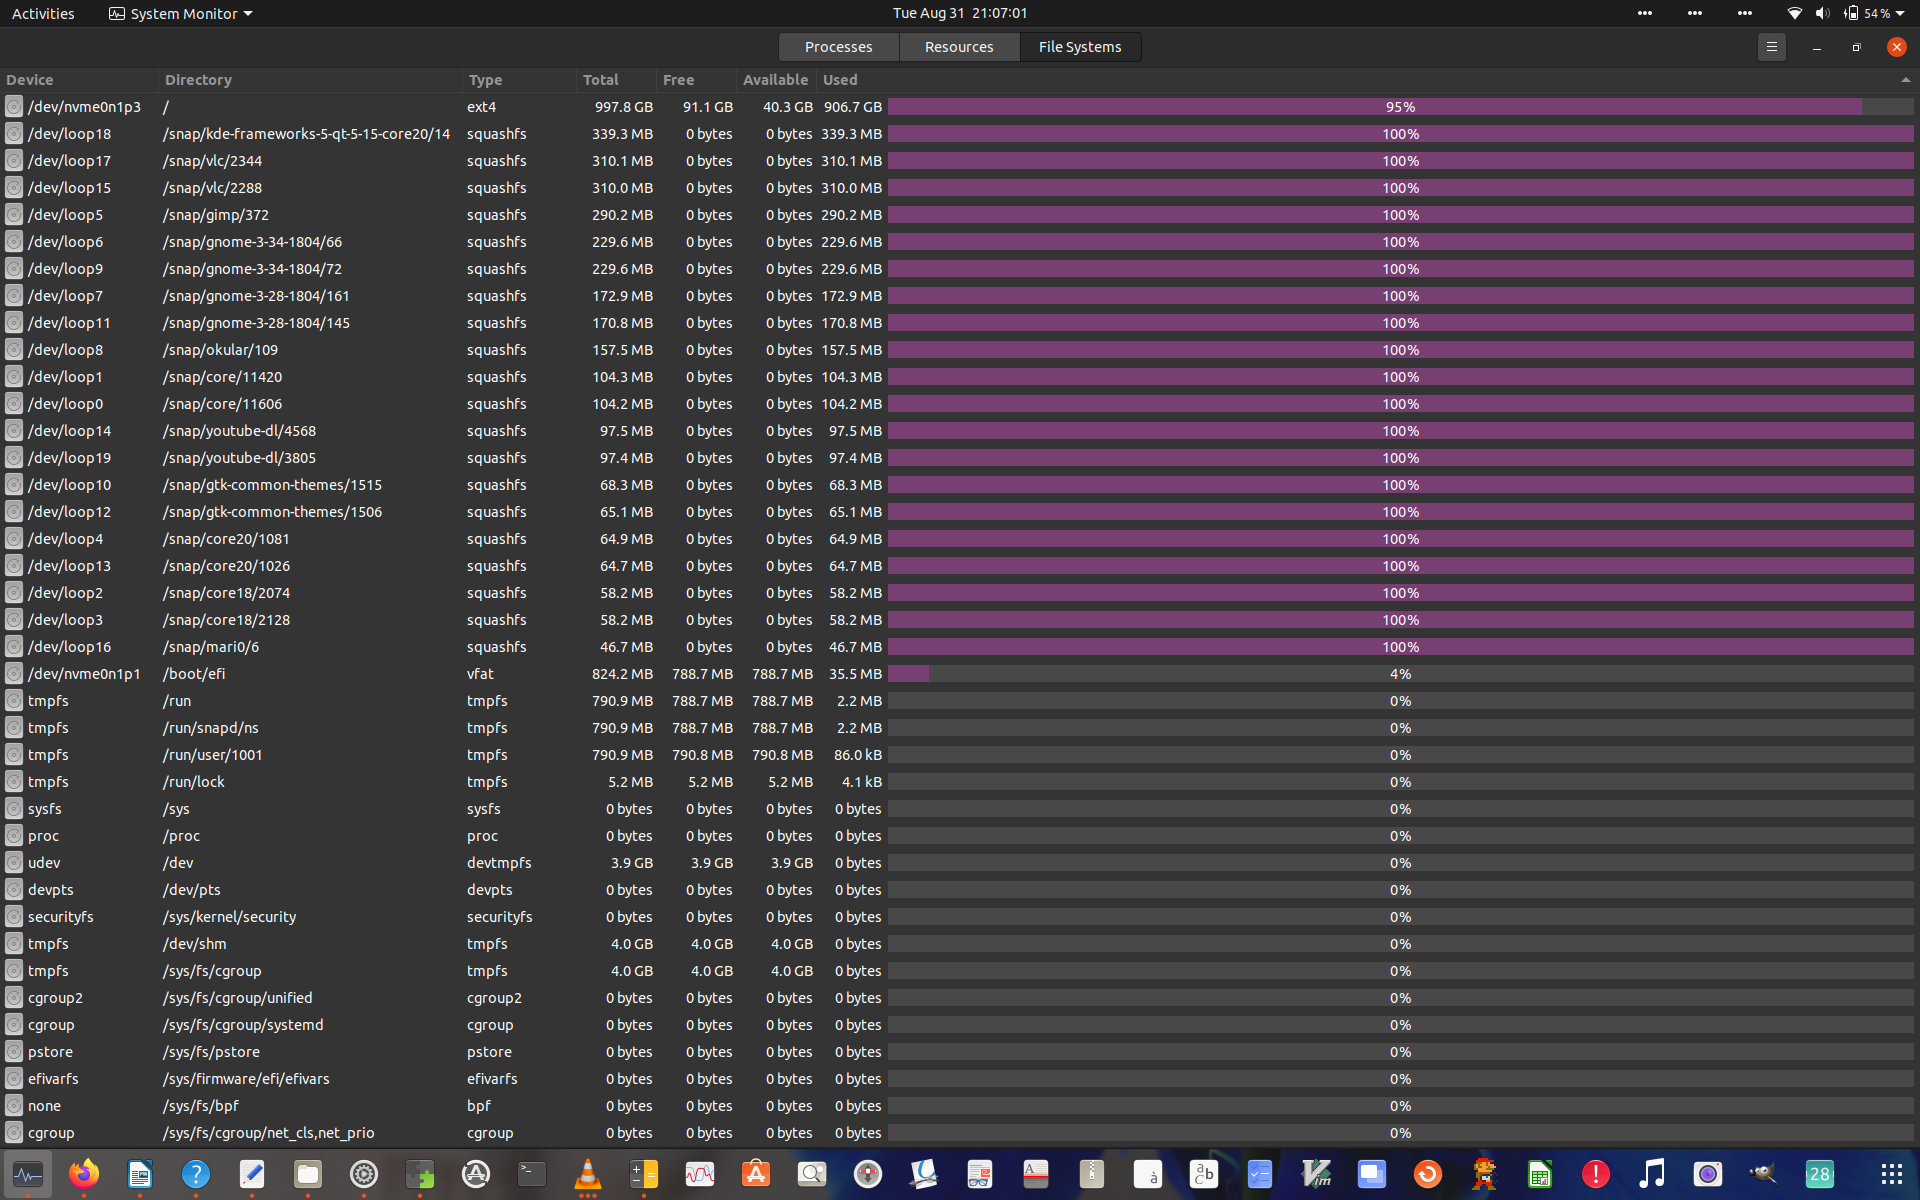 Activities System Monitor Tue Aug 31 21:07:01 54 %
Processes Resources File Systems
Device Directory Type Total Free Available Used
/dev/nvme0n1p3 / ext4 997.8 GB 91.1 GB 40.3 GB 906.7 GB 95%
/dev/loop18 /snap/kde-frameworks-5-qt-5-15-core20/14 squashfs 339.3 MB 0 bytes 0 bytes 339.3 MB 100%
/dev/loop17 /snap/vlc/2344 squashfs 310.1 MB 0 bytes 0 bytes 310.1 MB 100%
/dev/loop15 /snap/vlc/2288 squashfs 310.0 MB 0 bytes 0 bytes 310.0 MB 100%
/dev/loop5 /snap/gimp/372 squashfs 290.2 MB 0 bytes 0 bytes 290.2 MB 100%
/dev/loop6 /snap/gnome-3-34-1804/66 squashfs 229.6 MB 0 bytes 0 bytes 229.6 MB 100%
/dev/loop9 /snap/gnome-3-34-1804/72 squashfs 229.6 MB 0 bytes 0 bytes 229.6 MB 100%
/dev/loop7 /snap/gnome-3-28-1804/161 squashfs 172.9 MB 0 bytes 0 bytes 172.9 MB 100%
/dev/loop11 /snap/gnome-3-28-1804/145 squashfs 170.8 MB 0 bytes 0 bytes 170.8 MB 100%
/dev/loop8 /snap/okular/109 squashfs 157.5 MB 0 bytes 0 bytes 157.5 MB 100%
/dev/loop1 /snap/core/11420 squashfs 104.3 MB 0 bytes 0 bytes 104.3 MB 100%
/dev/loop0 /snap/core/11606 squashfs 104.2 MB 0 bytes 0 bytes 104.2 MB 100%
/dev/loop14 /snap/youtube-dl/4568 squashfs 97.5 MB 0 bytes 0 bytes 97.5 MB 100%
/dev/loop19 /snap/youtube-dl/3805 squashfs 97.4 MB 0 bytes 0 bytes 97.4 MB 100%
/dev/loop10 /snap/gtk-common-themes/1515 squashfs 68.3 MB 0 bytes 0 bytes 68.3 MB 100%
/dev/loop12 /snap/gtk-common-themes/1506 squashfs 65.1 MB 0 bytes 0 bytes 65.1 MB 100%
/dev/loop4 /snap/core20/1081 squashfs 64.9 MB 0 bytes 0 bytes 64.9 MB 100%
/dev/loop13 /snap/core20/1026 squashfs 64.7 MB 0 bytes 0 bytes 64.7 MB 100%
/dev/loop2 /snap/core18/2074 squashfs 58.2 MB 0 bytes 0 bytes 58.2 MB 100%
/dev/loop3 /snap/core18/2128 squashfs 58.2 MB 0 bytes 0 bytes 58.2 MB 100%
/dev/loop16 /snap/mari0/6 squashfs 46.7 MB 0 bytes 0 bytes 46.7 MB 100%
/dev/nvme0n1p1 /boot/efi vfat 824.2 MB 788.7 MB 788.7 MB 35.5 MB 4%
tmpfs /run tmpfs 790.9 MB 788.7 MB 788.7 MB 2.2 MB 0%
tmpfs /run/snapd/ns tmpfs 790.9 MB 788.7 MB 788.7 MB 2.2 MB 0%
tmpfs /run/user/1001 tmpfs 790.9 MB 790.8 MB 790.8 MB 86.0 kB 0%
tmpfs /run/lock tmpfs 5.2 MB 5.2 MB 5.2 MB 4.1 kB 0%
sysfs /sys sysfs 0 bytes 0 bytes 0 bytes 0 bytes 0%
proc /proc proc 0 bytes 0 bytes 0 bytes 0 bytes 0%
udev /dev devtmpfs 3.9 GB 3.9 GB 3.9 GB 0 bytes 0%
devpts /dev/pts devpts 0 bytes 0 bytes 0 bytes 0 bytes 0%
securityfs /sys/kernel/security securityfs 0 bytes 0 bytes 0 bytes 0 bytes 0%
tmpfs /dev/shm tmpfs 4.0 GB 4.0 GB 4.0 GB 0 bytes 0%
tmpfs /sys/fs/cgroup tmpfs 4.0 GB 4.0 GB 4.0 GB 0 bytes 0%
cgroup2 /sys/fs/cgroup/unified cgroup2 0 bytes 0 bytes 0 bytes 0 bytes 0%
cgroup /sys/fs/cgroup/systemd cgroup 0 bytes 0 bytes 0 bytes 0 bytes 0%
pstore /sys/fs/pstore pstore 0 bytes 0 bytes 0 bytes 0 bytes 0%
efivarfs /sys/firmware/efi/efivars efivarfs 0 bytes 0 bytes 0 bytes 0 bytes 0%
none /sys/fs/bpf bpf 0 bytes 0 bytes 0 bytes 0 bytes 0%
cgroup /sys/fs/cgroup/net_cls,net_prio cgroup 0 bytes 0 bytes 0 bytes 0 bytes 0%
? A A à a b c Vim 28